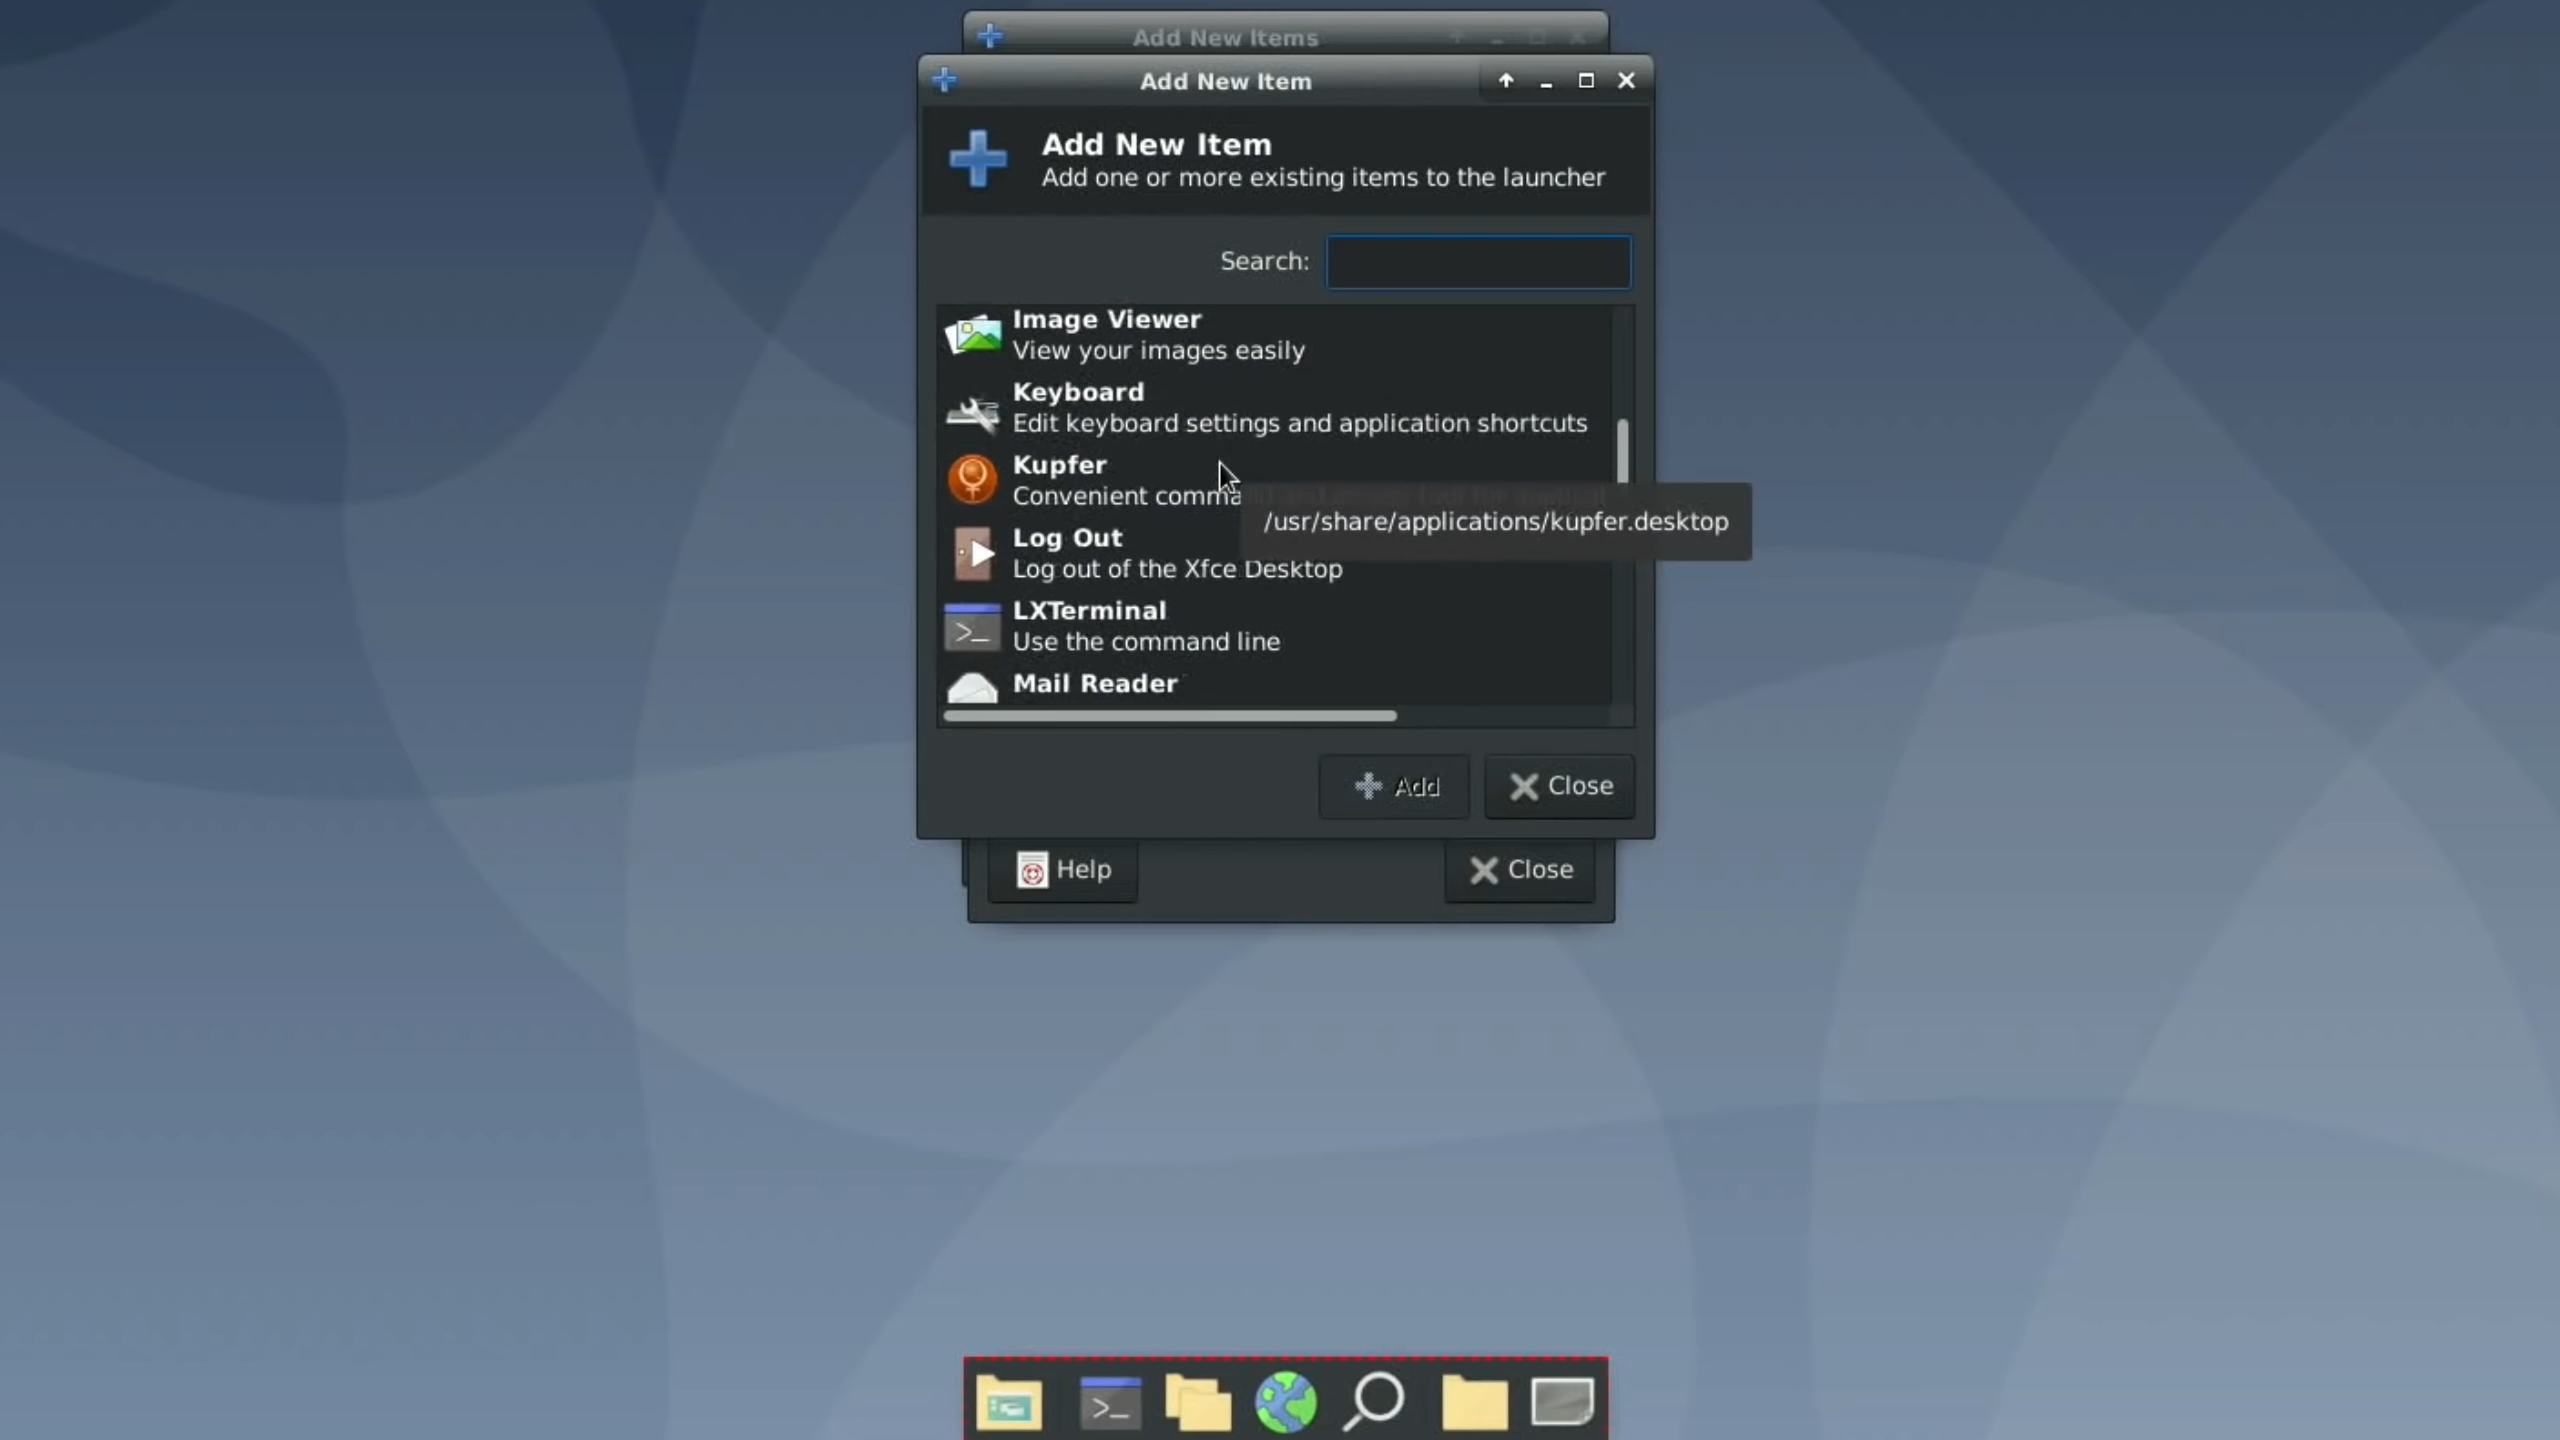 Add New Items
Add New Item
Add New Item
Add one or more existing items to the launcher
Search:
Image Viewer
View your images easily
Keyboard
Edit keyboard settings and application shortcuts
Kupfer
Convenient comma
/usr/share/applications/kupfer.desktop
Log Out
Log out of the Xfce Desktop
LXTerminal
Use the command line
Mail Reader
Add
Close
Help
Close